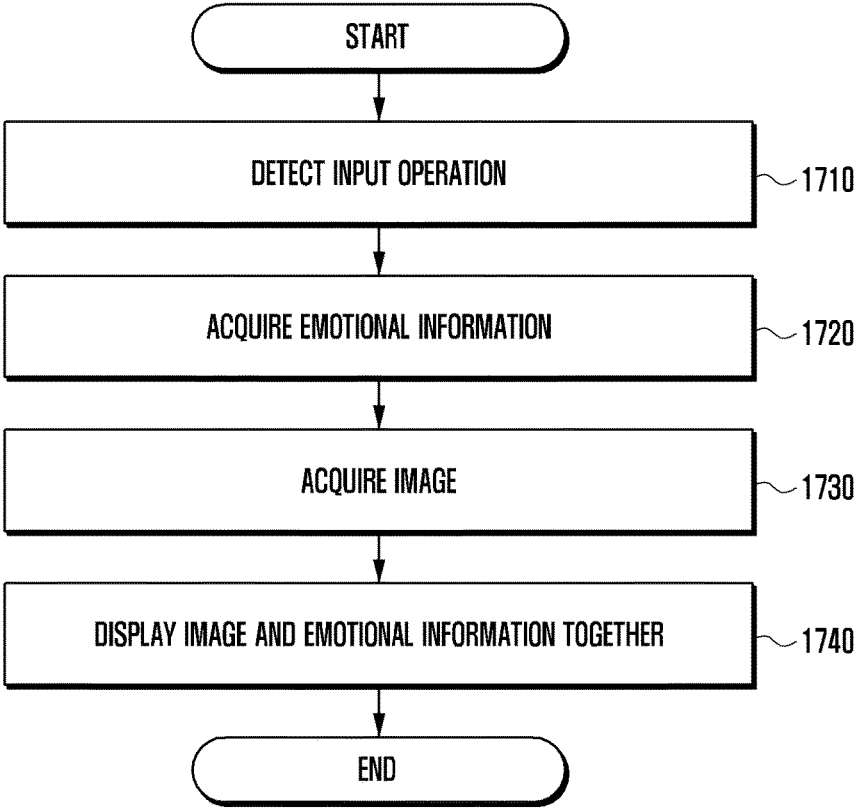 START
DETECT INPUT OPERATION
1710
ACQUIRE EMOTIONAL INFORMATION
1720
ACQUIRE IMAGE
1730
DISPLAY IMAGE AND EMOTIONAL INFORMATION TOGETHER
1740
END